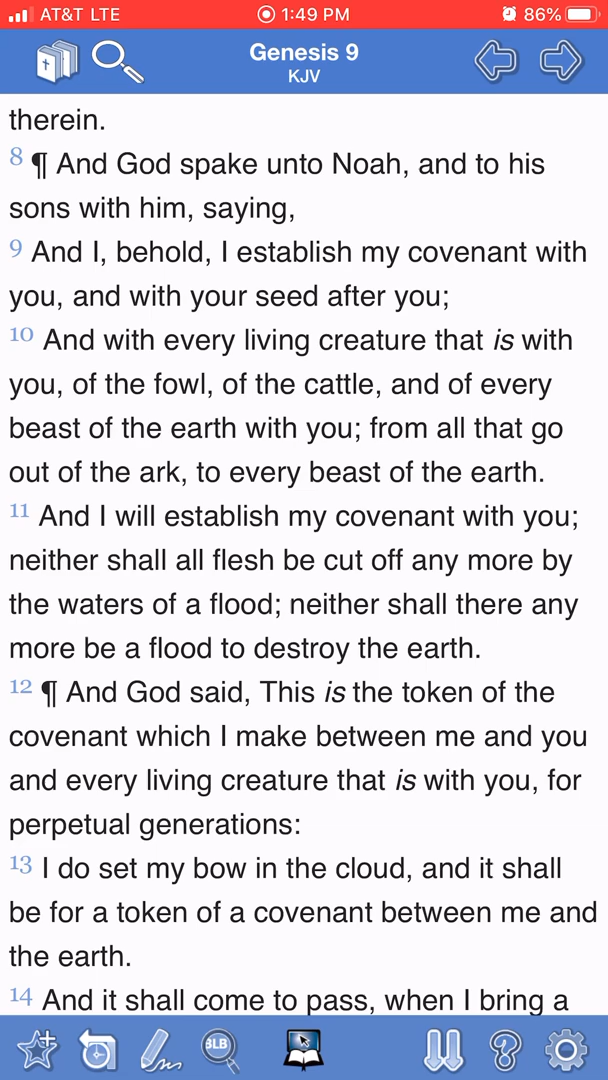 AT&T LTE 1:49 PM 86%
Genesis 9
KJV
therein.
8 ¶ And God spake unto Noah, and to his
sons with him, saying,
9 And I, behold, I establish my covenant with
you, and with your seed after you;
10 And with every living creature that is with
you, of the fowl, of the cattle, and of every
beast of the earth with you; from all that go
out of the ark, to every beast of the earth.
11 And I will establish my covenant with you;
neither shall all flesh be cut off any more by
the waters of a flood; neither shall there any
more be a flood to destroy the earth.
12 ¶ And God said, This is the token of the
covenant which I make between me and you
and every living creature that is with you, for
perpetual generations:
13 I do set my bow in the cloud, and it shall
be for a token of a covenant between me and
the earth.
14 And it shall come to pass, when I bring a
BLB